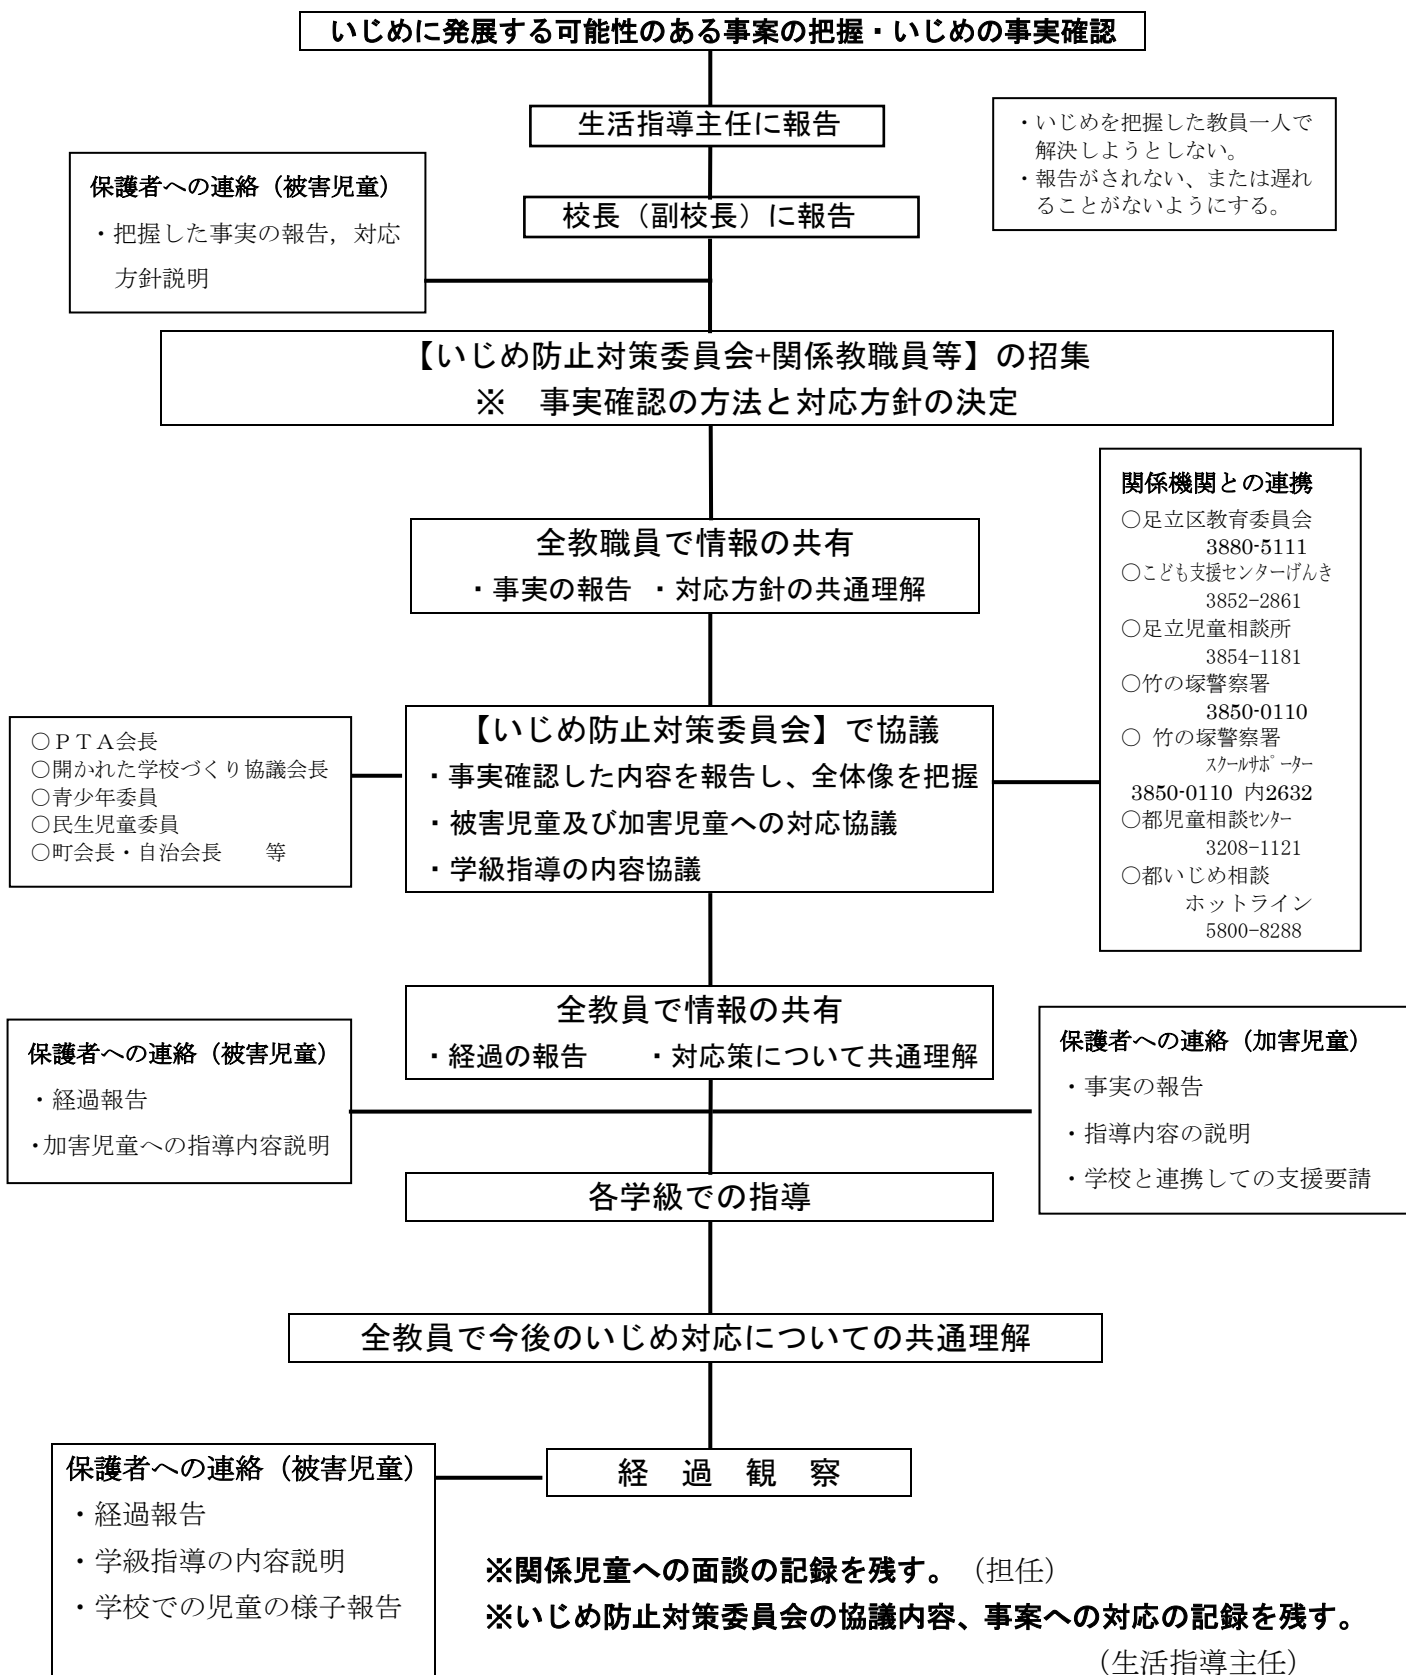 いじめに発展する可能性のある事案の把握・いじめの事実確認
生活指導主任に報告
・いじめを把握した教員一人で
解決しようとしない。
・報告がされない、または遅れ
ることがないようにする。
保護者への連絡（被害児童）
・把握した事実の報告，対応
方針説明
校長（副校長）に報告
【いじめ防止対策委員会+関係教職員等】の招集
※　事実確認の方法と対応方針の決定
全教職員で情報の共有
・事実の報告　・対応方針の共通理解
関係機関との連携
○足立区教育委員会
3880-5111
○こども支援センターげんき
3852−2861
○足立児童相談所
3854−1181
○竹の塚警察署
3850-0110
○ 竹の塚警察署
ｽｸｰﾙｻﾎﾟｰﾀｰ
3850-0110 内2632
○都児童相談ｾﾝﾀｰ
3208−1121
○都いじめ相談
ホットライン
5800−8288
○ＰＴＡ会長
○開かれた学校づくり協議会長
○青少年委員
○民生児童委員
○町会長・自治会長　　等
【いじめ防止対策委員会】で協議
・事実確認した内容を報告し、全体像を把握
・被害児童及び加害児童への対応協議
・学級指導の内容協議
全教員で情報の共有
・経過の報告　　・対応策について共通理解
保護者への連絡（被害児童）
・経過報告
・加害児童への指導内容説明
保護者への連絡（加害児童）
・事実の報告
・指導内容の説明
・学校と連携しての支援要請
各学級での指導
全教員で今後のいじめ対応についての共通理解
経　過　観　察
保護者への連絡（被害児童）
・経過報告
・学級指導の内容説明
・学校での児童の様子報告
※関係児童への面談の記録を残す。（担任）
※いじめ防止対策委員会の協議内容、事案への対応の記録を残す。
（生活指導主任）